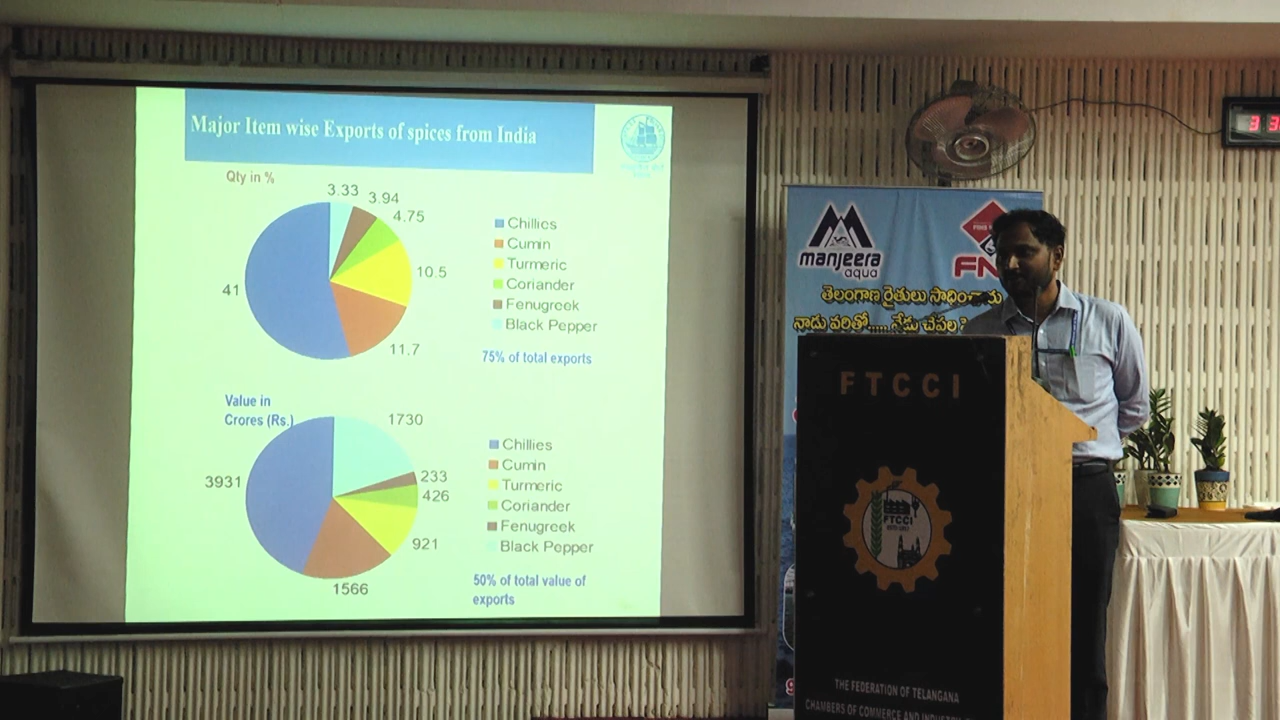 Major Item wise Exports of spices from India
Qty in %
3.33
3.94
4.75
10.5
11.7
41
Chillies
Cumin
Turmeric
Coriander
Fenugreek
Black Pepper
75% of total exports
Value in
Crores (Rs.)
1730
233
426
921
1566
3931
Chillies
Cumin
Turmeric
Coriander
Fenugreek
Black Pepper
50% of total value of
exports
manjeera
aqua
తెలంగాణ రైతులు
నాడు వరితో..... నేడు చేపల
FTCCI
FTCCI
THE FEDERATION OF TELANGANA
CHAMBERS OF COMMERCE AND